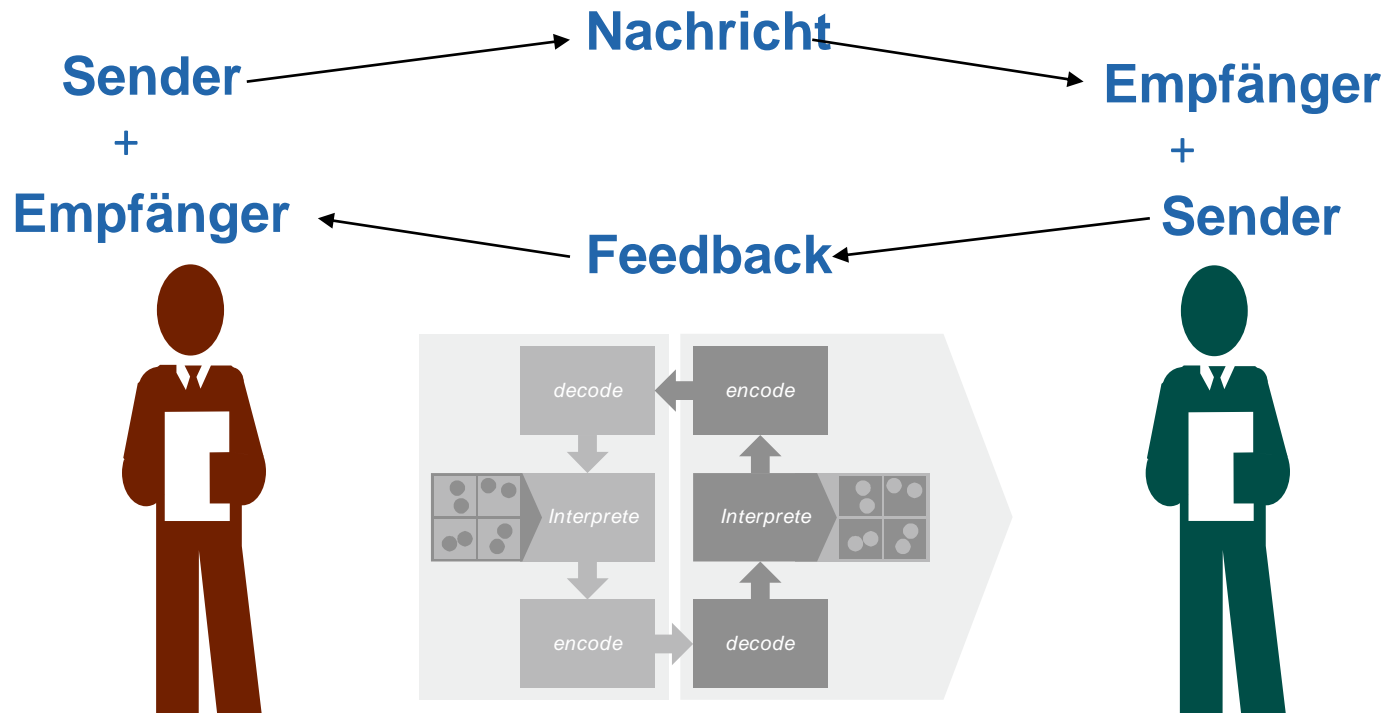 Nachricht
Sender
Empfänger
+
+
Empfänger
Sender
Feedback
decode
encode
Interprete
Interprete
encode
decode